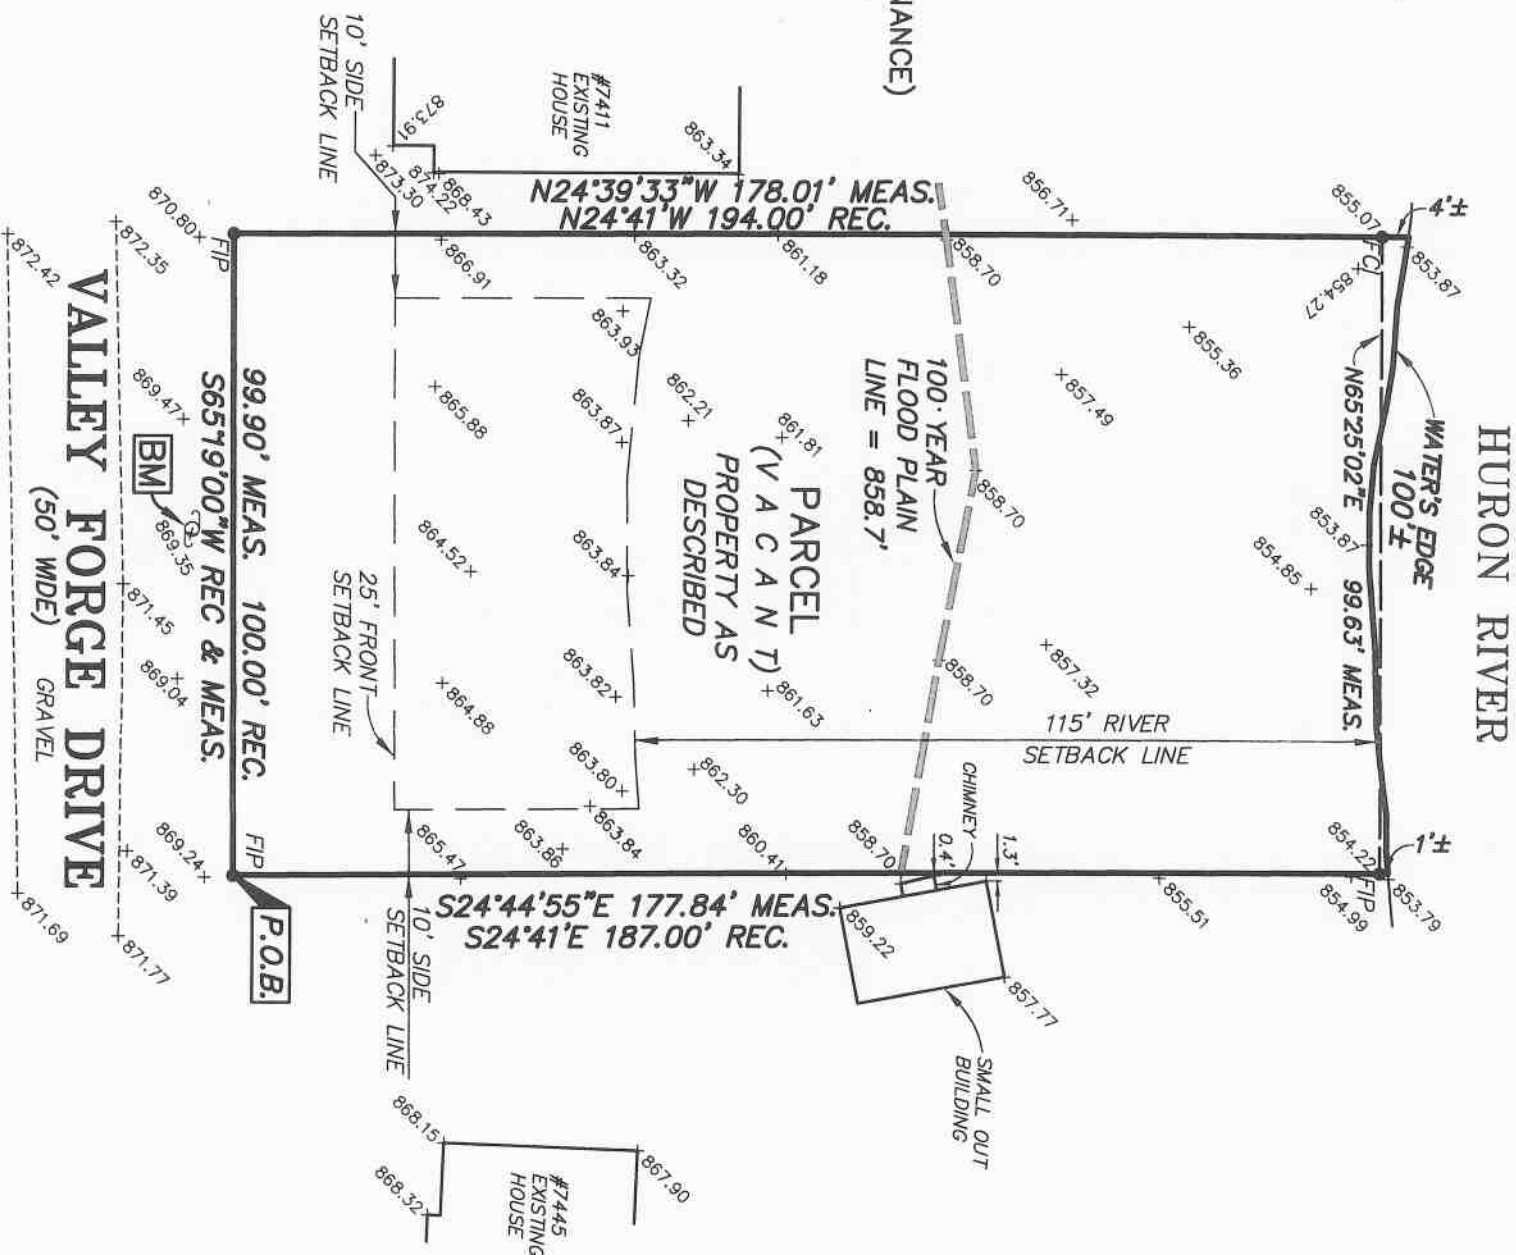 HURON RIVER
NANCE)
WATER'S EDGE
100'±
4'±
1'±
855.07
FCI
853.87
854.27
N65°25'02"E 99.63' MEAS.
855.36
857.49
853.87
854.85
857.32
854.22
FIP
853.79
854.99
855.51
856.71
N24°39'33"W 178.01' MEAS.
N24°41'W 194.00' REC.
#7411
EXISTING
HOUSE
863.34
873.91
873.30
874.22
868.43
10' SIDE
SETBACK LINE
858.70
858.70
858.70
858.70
100-YEAR
FLOOD PLAIN
LINE = 858.7'
861.18
863.32
866.91
863.93
862.21
861.81
863.87
865.88
PARCEL
(V A C A N T)
PROPERTY AS
DESCRIBED
863.84
864.52
861.63
863.82
864.88
115' RIVER
SETBACK LINE
862.30
863.80
863.84
863.86
865.47
860.41
CHIMNEY
0.4'
1.3'
859.22
857.77
SMALL OUT
BUILDING
S24°44'55"E 177.84' MEAS.
S24°41'E 187.00' REC.
25' FRONT
SETBACK LINE
10' SIDE
SETBACK LINE
#7445
EXISTING
HOUSE
867.90
868.15
868.32
99.90' MEAS. 100.00' REC.
S65°19'00"W REC & MEAS.
FIP
FIP
P.O.B.
BM
870.80
872.35
872.42
869.47
869.35
871.45
869.04
869.24
871.39
871.77
871.69
VALLEY FORGE DRIVE
(50' WIDE) GRAVEL